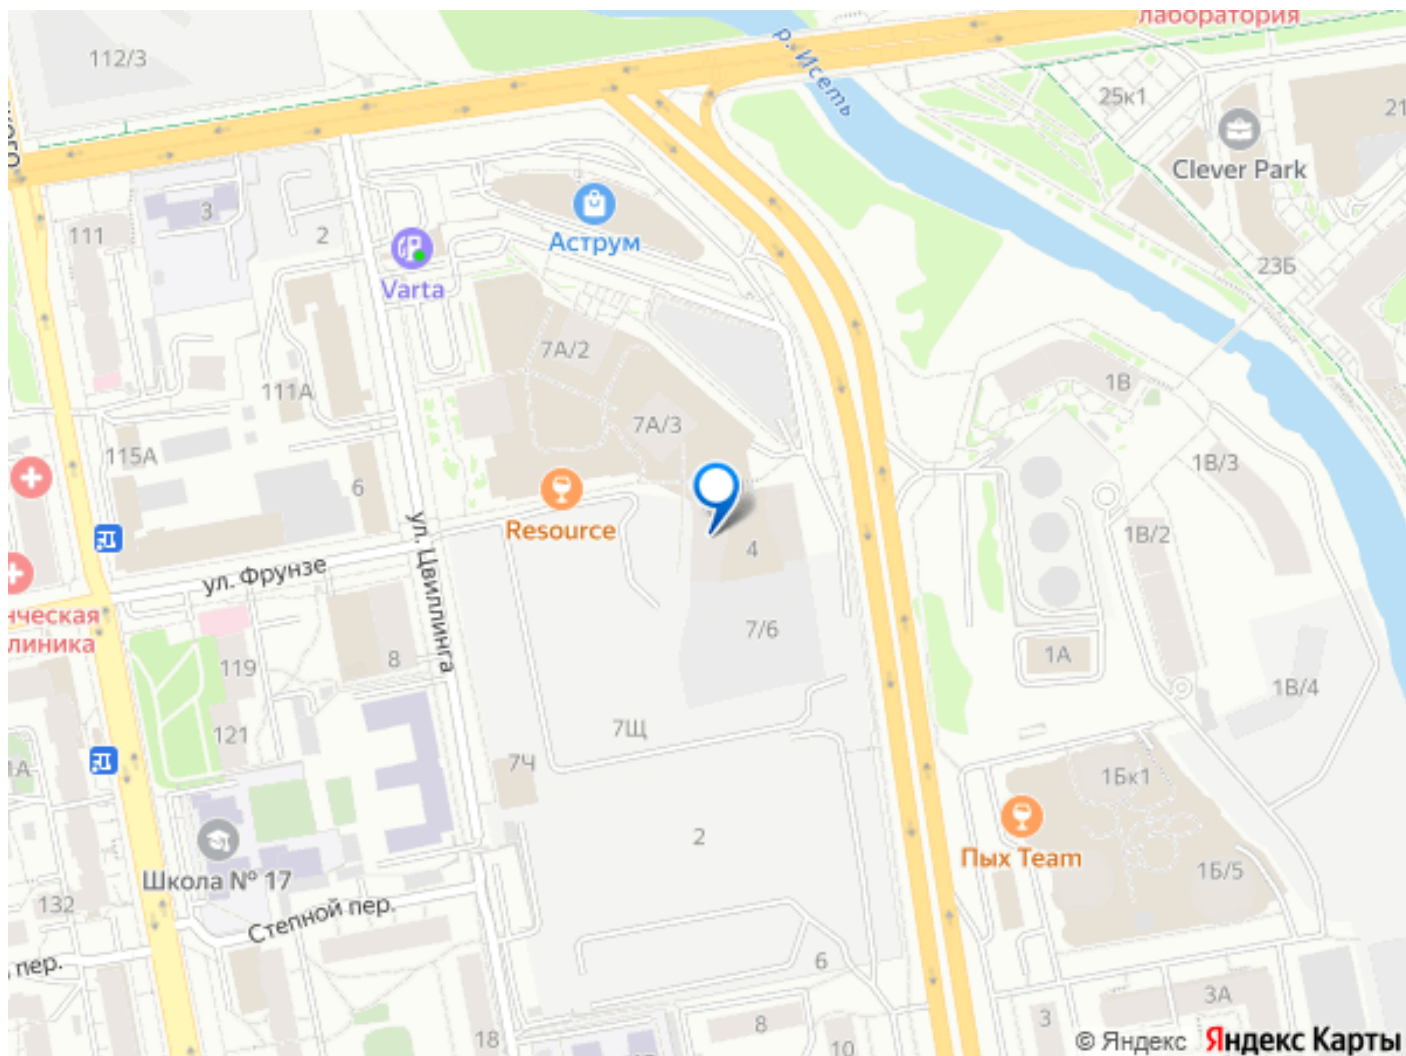 лаборатория
112/3
р. Исеть
25к1
21
Clever Park
3
111
2
Аструм
Varta
23Б
7А/2
1В
111А
7А/3
115А
1В/3
6
Resource
ул. Цвиллинга
4
1В/2
ул. Фрунзе
ническая
линика
7/6
119
8
1А
1В/4
121
7Щ
1А
7Ч
1Бк1
2
Пых Team
Школа № 17
1Б/5
132
Степной пер.
пер.
6
3А
18
8
3
10
© Яндекс Яндекс Карты